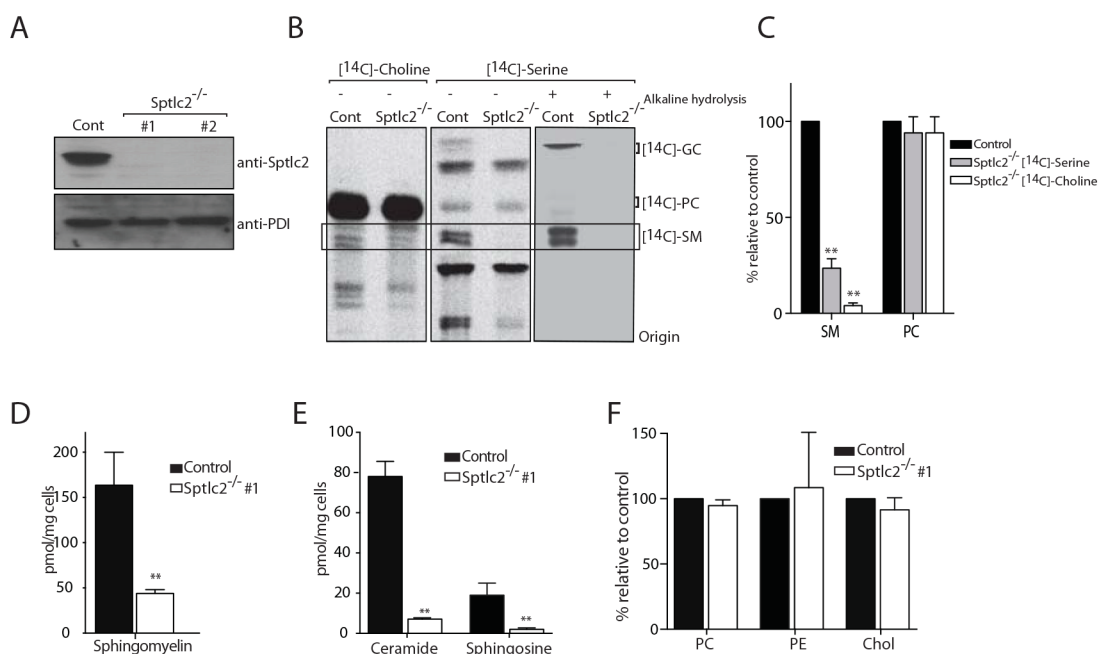 A
Sptlc2-/-
Cont #1 #2
anti-Sptlc2
anti-PDI
B
[14C]-Choline [14C]-Serine
- - - - + + Alkaline hydrolysis
Cont Sptlc2-/- Cont Sptlc2-/- Cont Sptlc2-/-
[14C]-GC
[14C]-PC
[14C]-SM
Origin
C
% relative to control
100
50
0
** **
SM PC
Control
Sptlc2-/- [14C]-Serine
Sptlc2-/- [14C]-Choline
D
pmol/mg cells
200
150
100
50
0
**
Sphingomyelin
Control
Sptlc2-/- #1
E
pmol/mg cells
100
80
60
40
20
0
** **
Ceramide Sphingosine
Control
Sptlc2-/- #1
F
% relative to control
150
100
50
0
PC PE Chol
Control
Sptlc2-/- #1